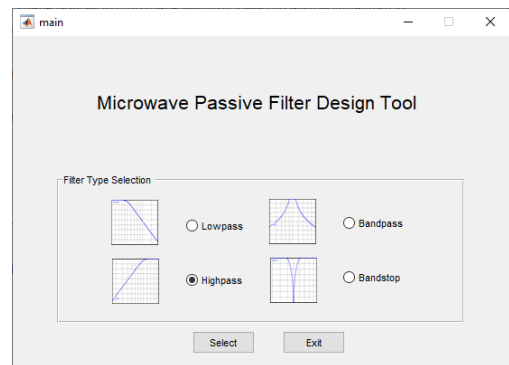 main
Microwave Passive Filter Design Tool
Filter Type Selection
Lowpass
Bandpass
Highpass
Bandstop
Select
Exit